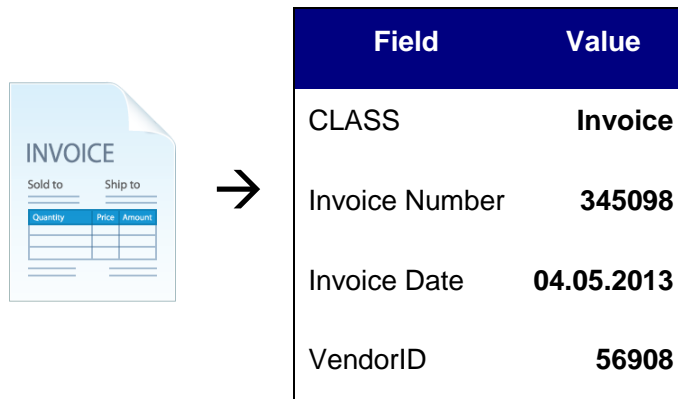 INVOICE
Sold to Ship to
Quantity Price Amount
→
Field Value
CLASS Invoice
Invoice Number 345098
Invoice Date 04.05.2013
VendorID 56908